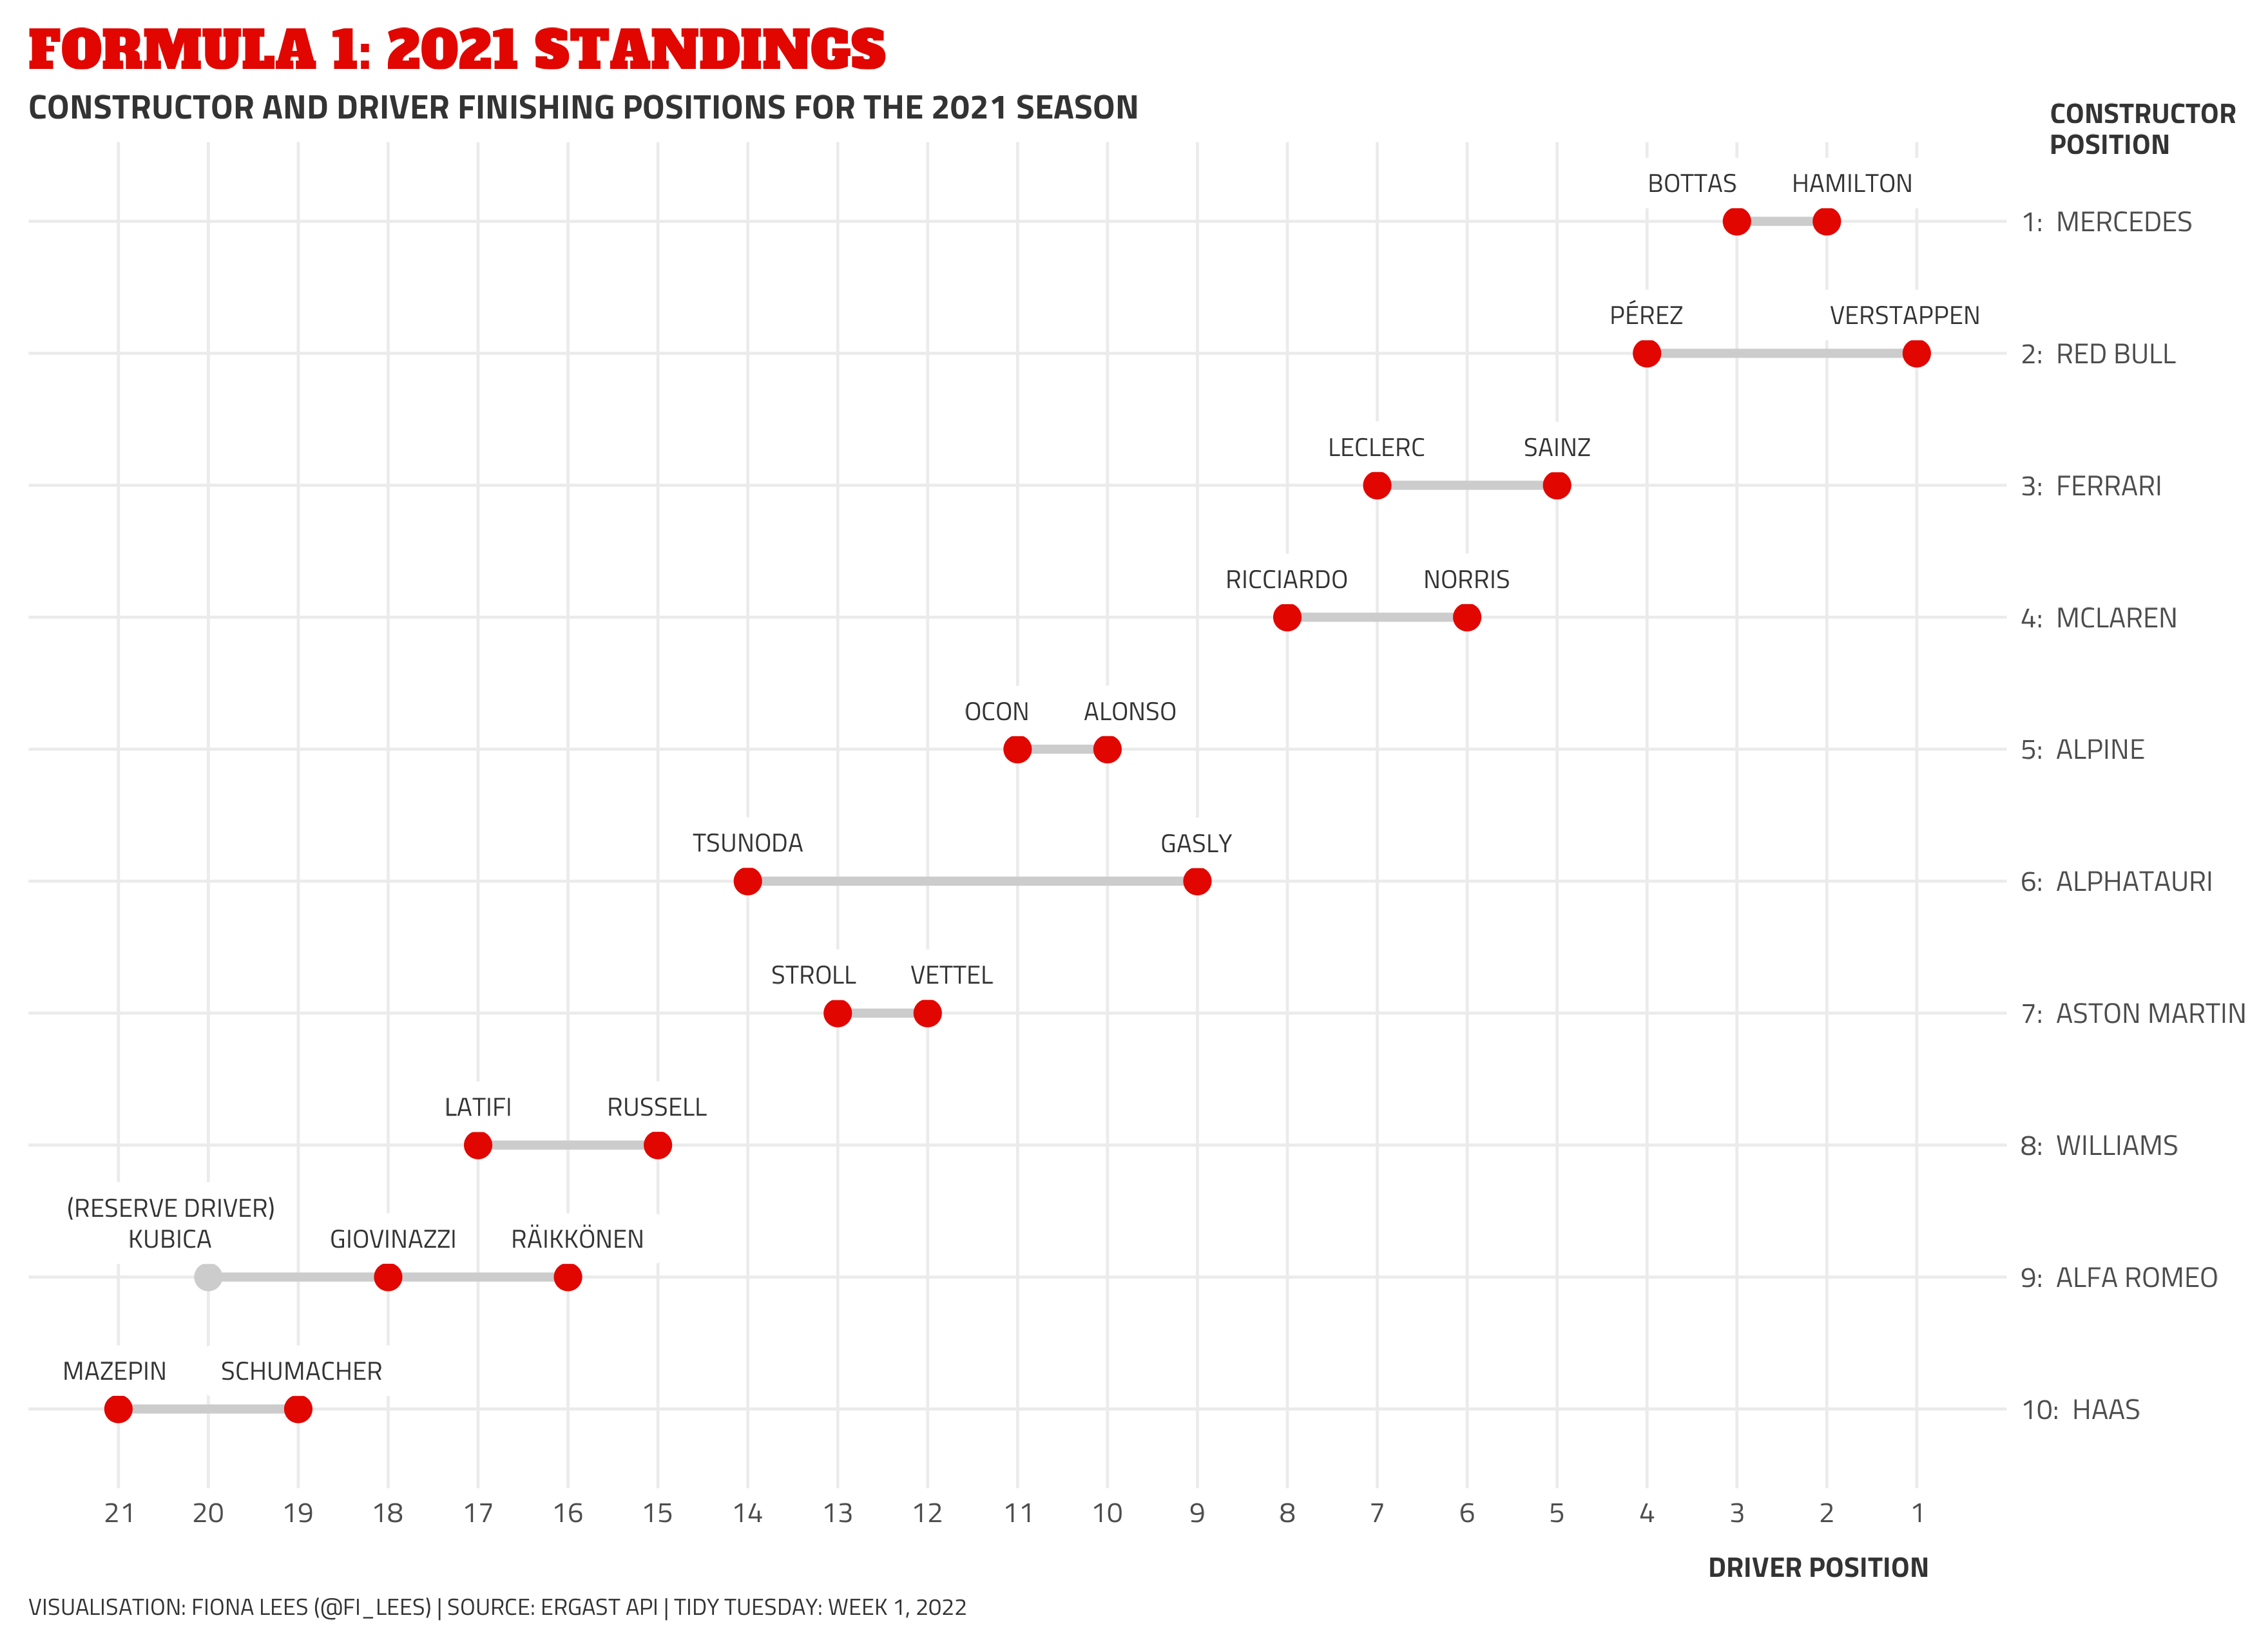 FORMULA 1: 2021 STANDINGS
CONSTRUCTOR AND DRIVER FINISHING POSITIONS FOR THE 2021 SEASON
CONSTRUCTOR
POSITION
BOTTAS HAMILTON
1: MERCEDES
PÉREZ VERSTAPPEN
2: RED BULL
LECLERC SAINZ
3: FERRARI
RICCIARDO NORRIS
4: MCLAREN
OCON ALONSO
5: ALPINE
TSUNODA GASLY
6: ALPHATAURI
STROLL VETTEL
7: ASTON MARTIN
LATIFI RUSSELL
8: WILLIAMS
(RESERVE DRIVER)
KUBICA GIOVINAZZI RÄIKKÖNEN
9: ALFA ROMEO
MAZEPIN SCHUMACHER
10: HAAS
21 20 19 18 17 16 15 14 13 12 11 10 9 8 7 6 5 4 3 2 1
DRIVER POSITION
VISUALISATION: FIONA LEES (@FI_LEES) | SOURCE: ERGAST API | TIDY TUESDAY: WEEK 1, 2022